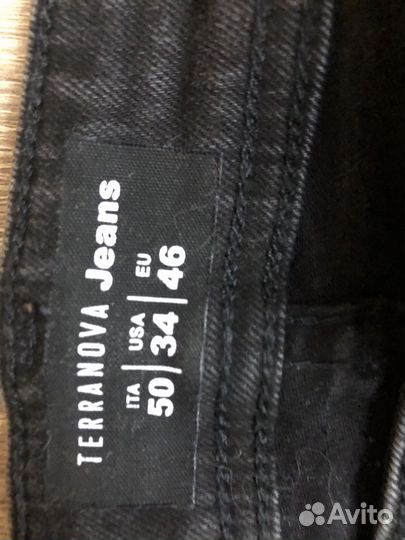 TERRANOVA Jeans
ITA | USA | EU
50 | 34 | 46
Avito